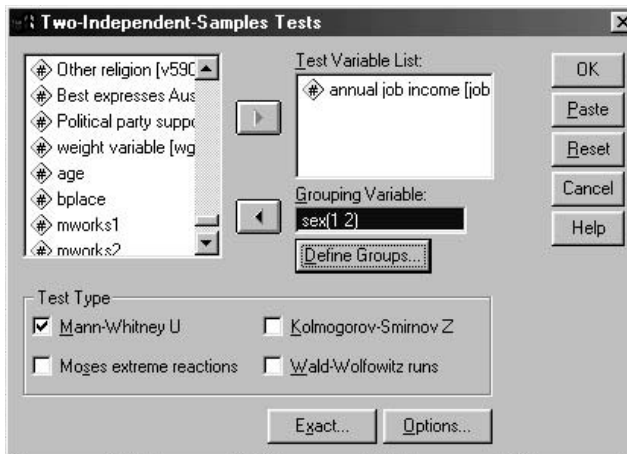 Two-Independent-Samples Tests
Other religion [v590
Best expresses Aus
Political party suppo
weight variable [wg
age
bplace
mworks1
mworks2
Test Variable List:
annual job income [job
Grouping Variable:
sex(1 2)
Define Groups...
OK
Paste
Reset
Cancel
Help
Test Type
Mann-Whitney U
Kolmogorov-Smirnov Z
Moses extreme reactions
Wald-Wolfowitz runs
Exact...
Options...